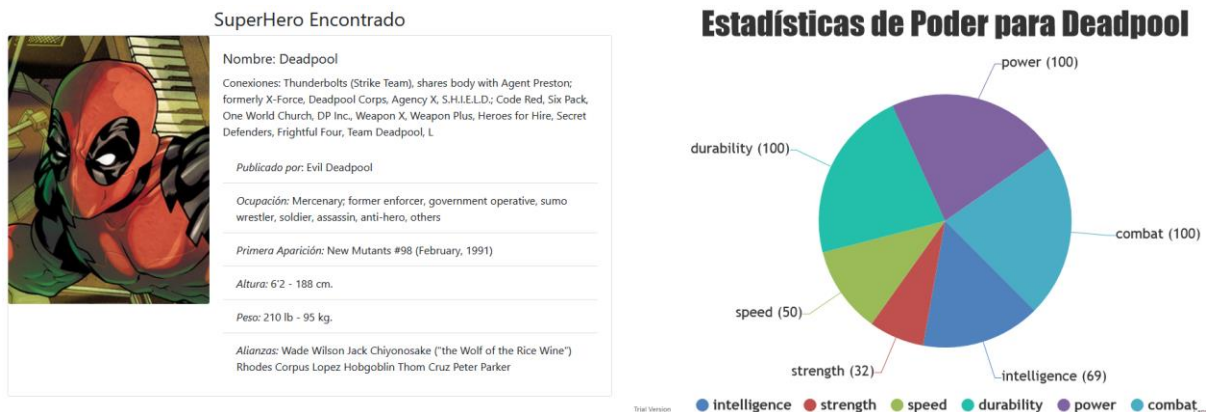 SuperHero Encontrado
Nombre: Deadpool
Conexiones: Thunderbolts (Strike Team), shares body with Agent Preston;
formerly X-Force, Deadpool Corps, Agency X, S.H.I.E.L.D.; Code Red, Six Pack,
One World Church, DP Inc., Weapon X, Weapon Plus, Heroes for Hire, Secret
Defenders, Frightful Four, Team Deadpool, L
Publicado por: Evil Deadpool
Ocupación: Mercenary; former enforcer, government operative, sumo
wrestler, soldier, assassin, anti-hero, others
Primera Aparición: New Mutants #98 (February, 1991)
Altura: 6'2 - 188 cm.
Peso: 210 lb - 95 kg.
Alianzas: Wade Wilson Jack Chiyonosake ("the Wolf of the Rice Wine")
Rhodes Corpus Lopez Hobgoblin Thom Cruz Peter Parker
Estadísticas de Poder para Deadpool
power (100)
durability (100)
combat (100)
speed (50)
strength (32)
intelligence (69)
Trial Version
intelligence strength speed durability power combat